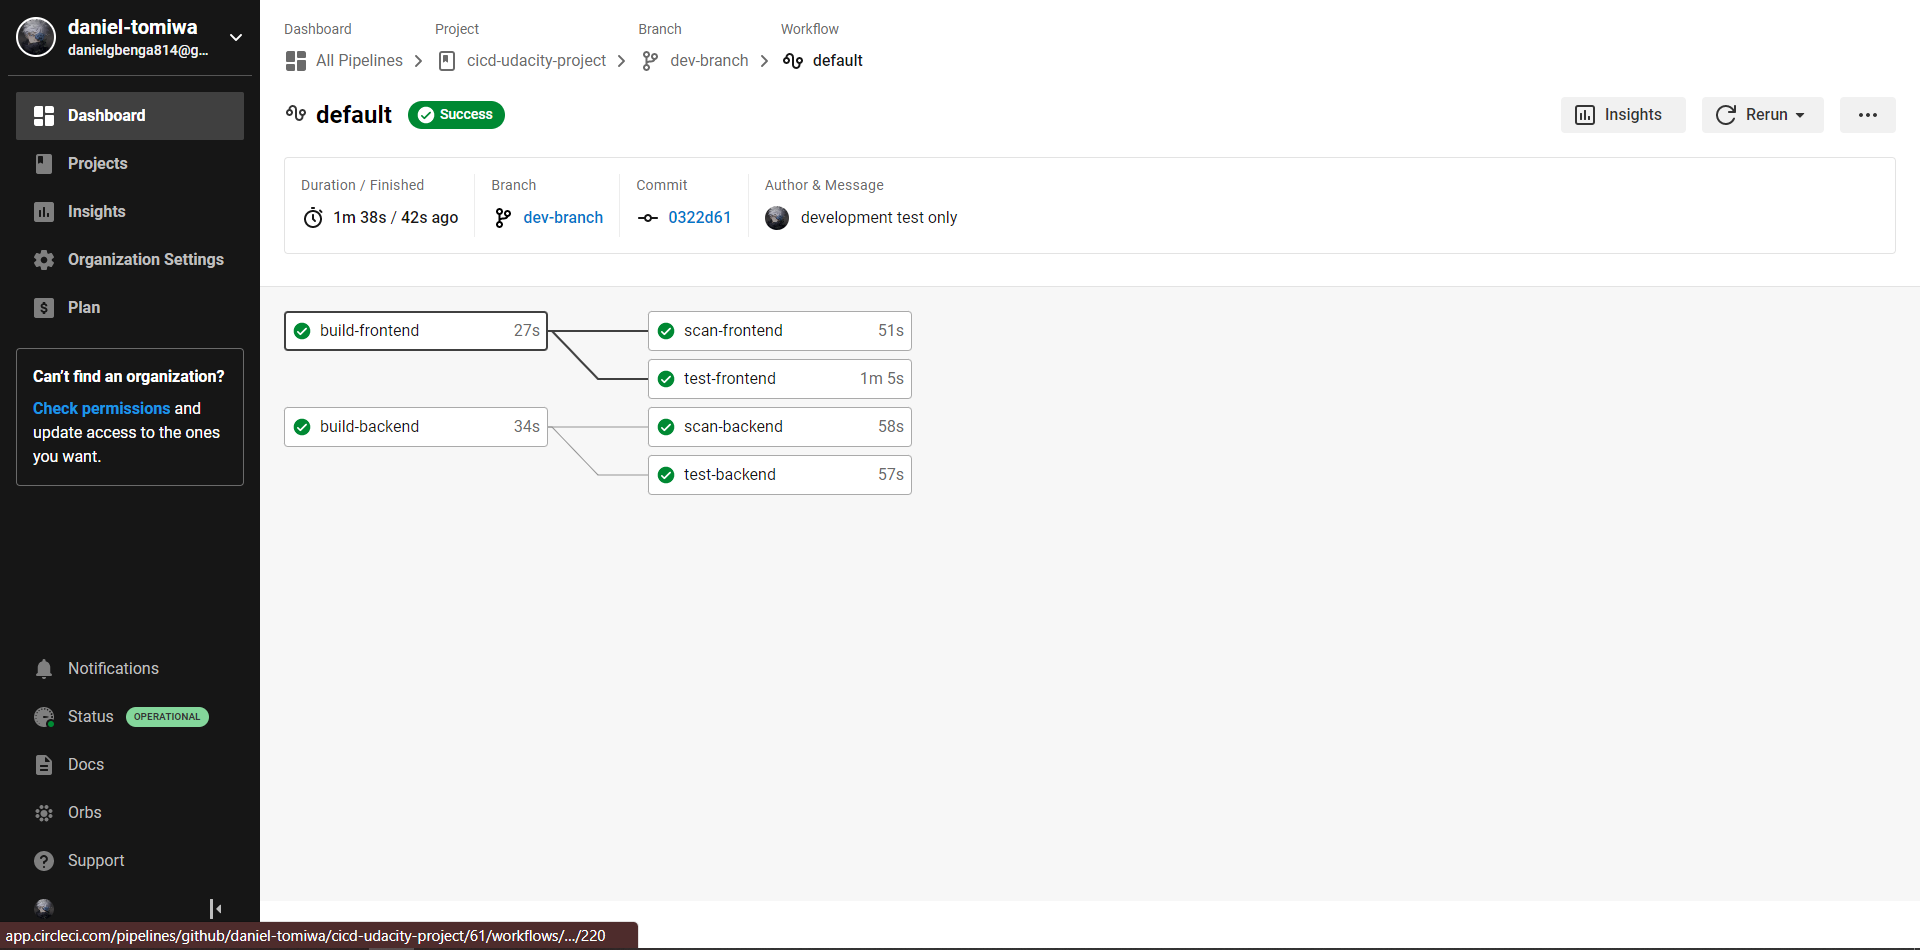 daniel-tomiwa
danielgbenga814@g...
Dashboard
Projects
Insights
Organization Settings
Plan
Can't find an organization?
Check permissions and
update access to the ones
you want.
Notifications
Status OPERATIONAL
Docs
Orbs
Support
Dashboard Project Branch Workflow
All Pipelines cicd-udacity-project dev-branch default
default Success
Insights Rerun
Duration / Finished Branch Commit Author & Message
1m 38s / 42s ago dev-branch 0322d61 development test only
build-frontend 27s scan-frontend 51s
test-frontend 1m 5s
build-backend 34s scan-backend 58s
test-backend 57s
app.circleci.com/pipelines/github/daniel-tomiwa/cicd-udacity-project/61/workflows/.../220